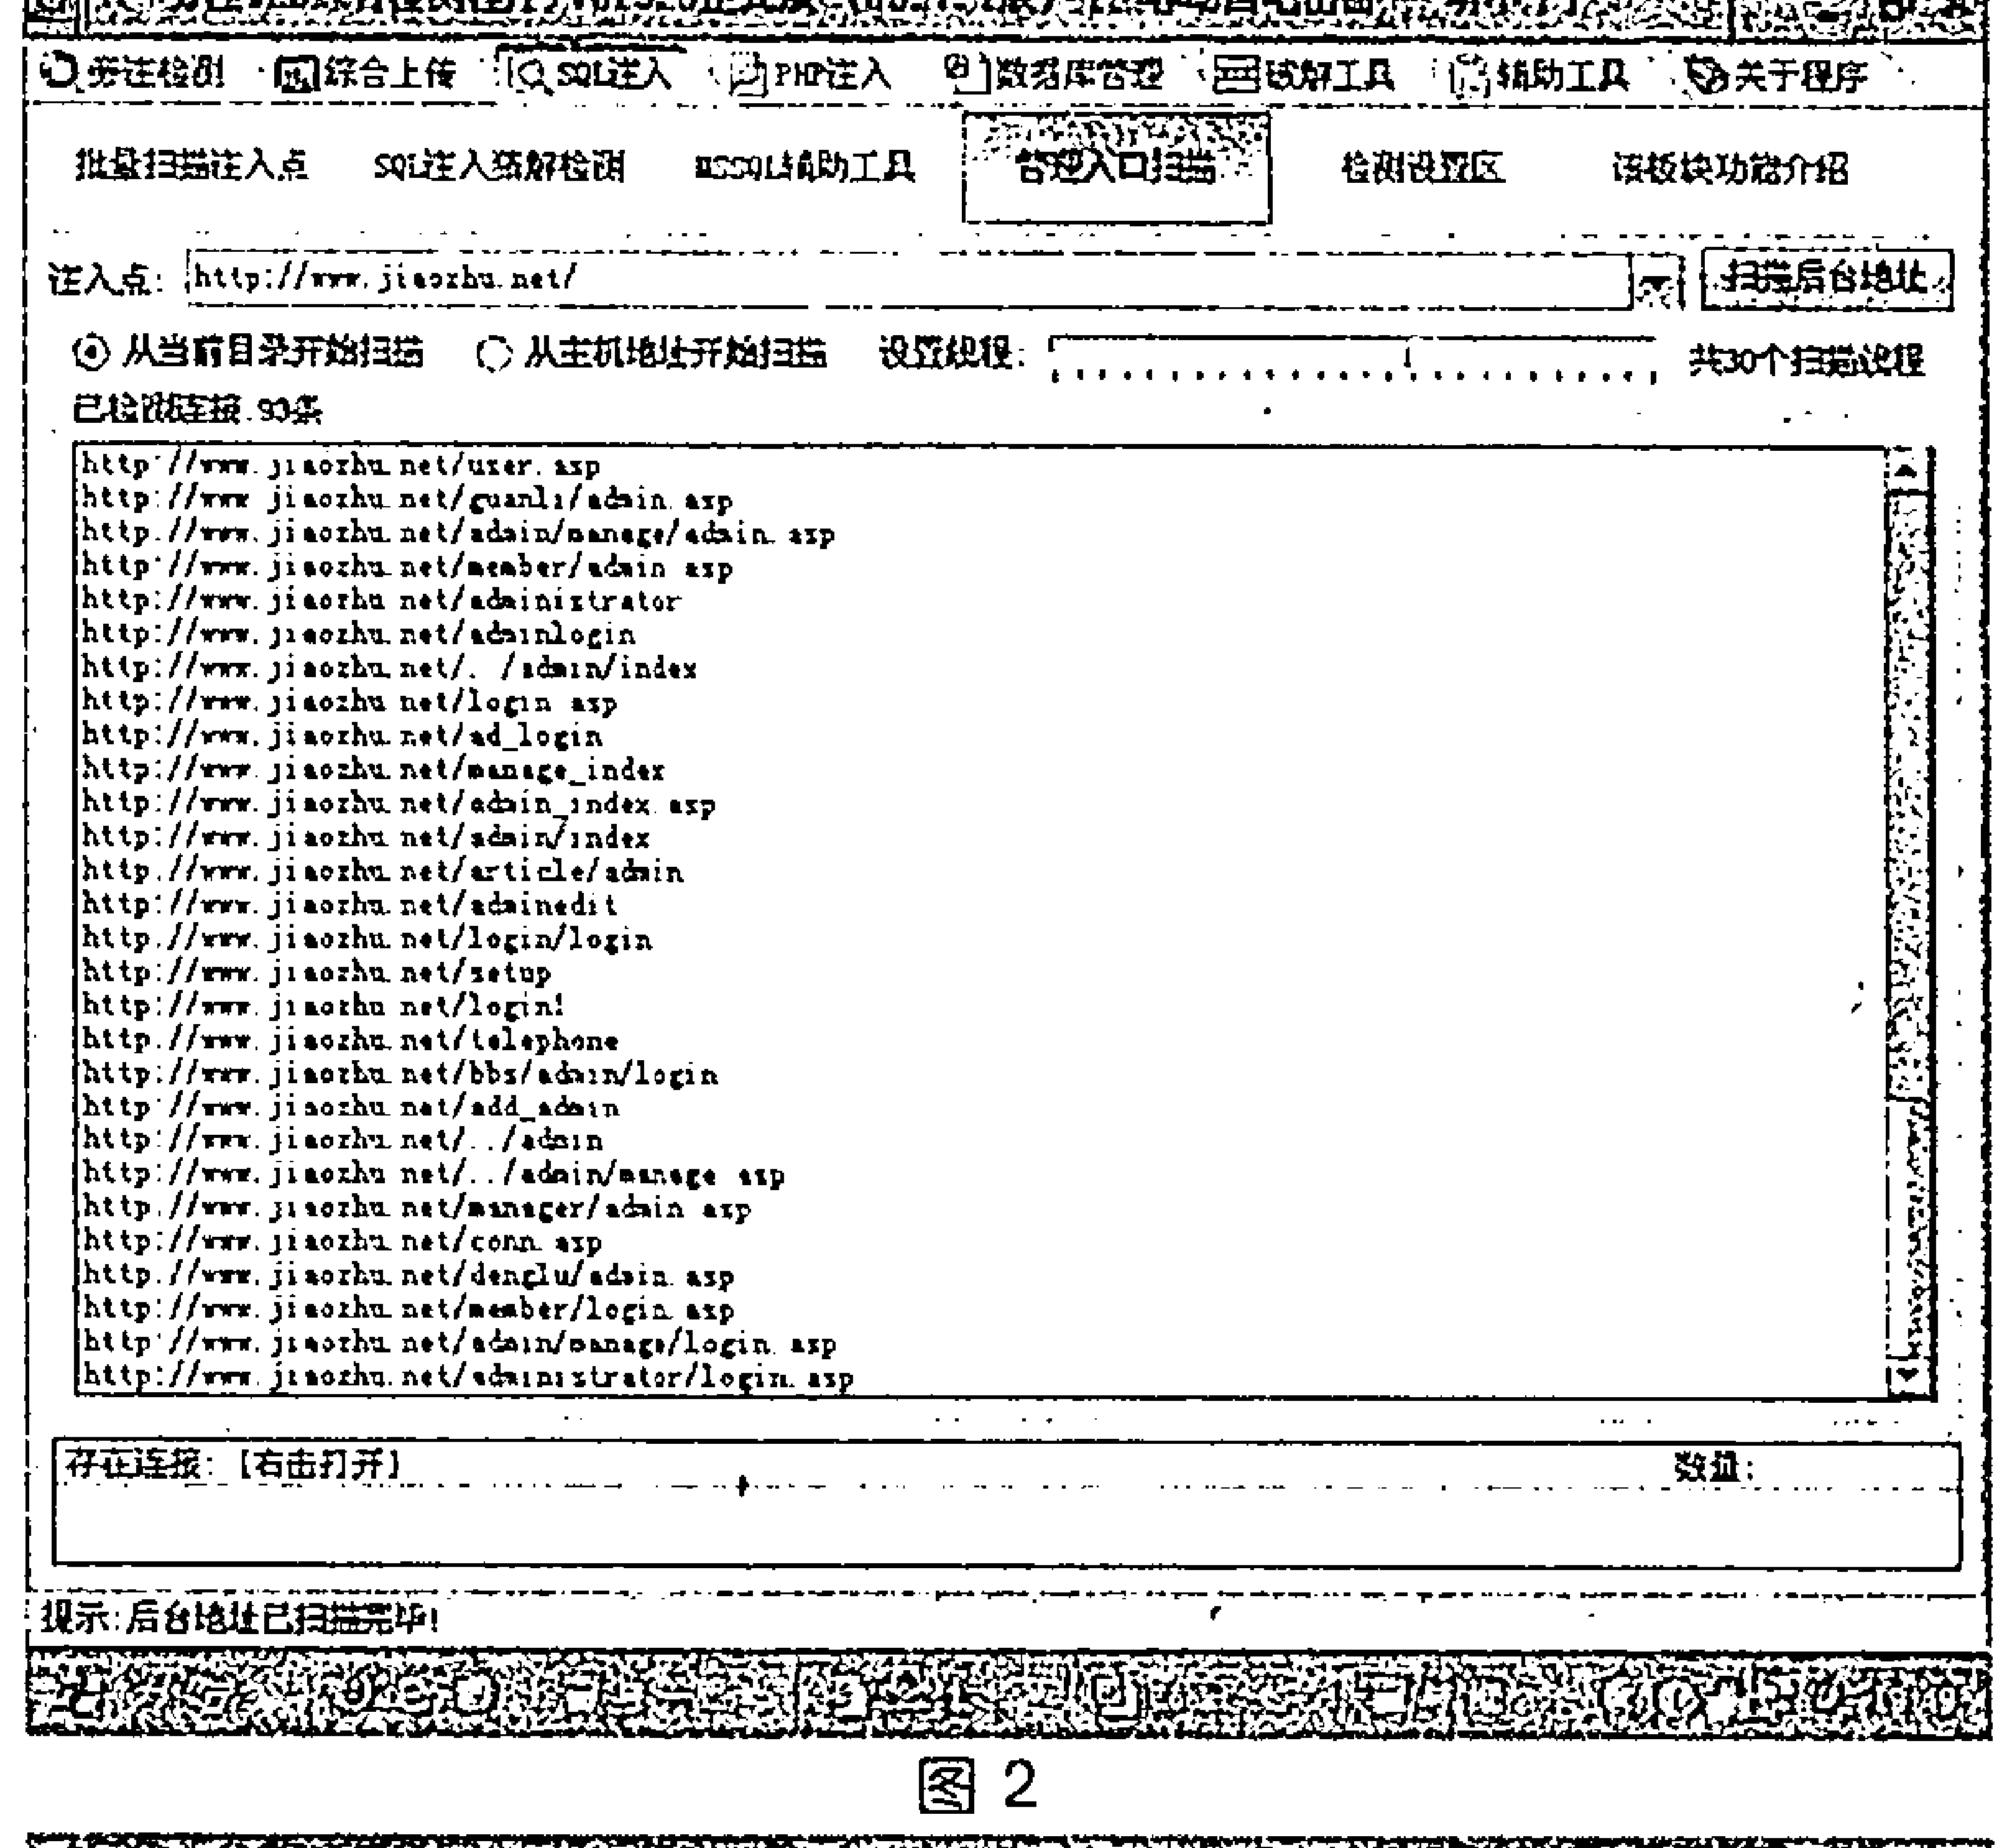 旁注检测 综合上传 SQL注入 PHP注入 数据库管理 破解工具 辅助工具 关于程序
批量扫描注入点 SQL注入猜解检测 MSSQL辅助工具 管理入口扫描 检测设置区 该板块功能介绍
注入点: http://www.jiaozhu.net/ 扫描后台地址
从当前目录开始扫描 从主机地址开始扫描 设置线程: 共30个扫描线程
已检测连接:93条
http://www.jiaozhu.net/user.asp
http://www.jiaozhu.net/guanli/admin.asp
http://www.jiaozhu.net/admin/manage/admin.asp
http://www.jiaozhu.net/member/admin.asp
http://www.jiaozhu.net/administrator
http://www.jiaozhu.net/adminlogin
http://www.jiaozhu.net/../admin/index
http://www.jiaozhu.net/login.asp
http://www.jiaozhu.net/ad_login
http://www.jiaozhu.net/manage_index
http://www.jiaozhu.net/admin_index.asp
http://www.jiaozhu.net/admin/index
http://www.jiaozhu.net/article/admin
http://www.jiaozhu.net/adminedit
http://www.jiaozhu.net/login/login
http://www.jiaozhu.net/setup
http://www.jiaozhu.net/login!
http://www.jiaozhu.net/telephone
http://www.jiaozhu.net/bbs/admin/login
http://www.jiaozhu.net/add_admin
http://www.jiaozhu.net/../admin
http://www.jiaozhu.net/../admin/manage.asp
http://www.jiaozhu.net/manager/admin.asp
http://www.jiaozhu.net/conn.asp
http://www.jiaozhu.net/denglu/admin.asp
http://www.jiaozhu.net/member/login.asp
http://www.jiaozhu.net/admin/manage/login.asp
http://www.jiaozhu.net/administrator/login.asp
存在连接: [右击打开] 数量:
提示:后台地址已扫描完毕!
图 2